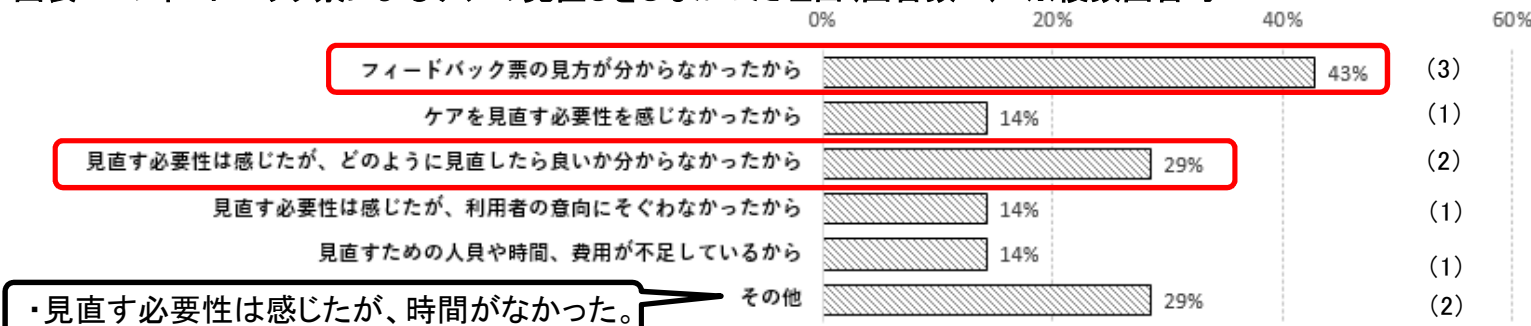 0%
20%
40%
60%
フィードバック票の見方が分からなかったから 43% (3)
ケアを見直す必要性を感じなかったから 14% (1)
見直す必要性は感じたが、どのように見直したら良いか分からなかったから 29% (2)
見直す必要性は感じたが、利用者の意向にそぐわなかったから 14% (1)
見直すための人員や時間、費用が不足しているから 14% (1)
その他 29% (2)
・見直す必要性は感じたが、時間がなかった。